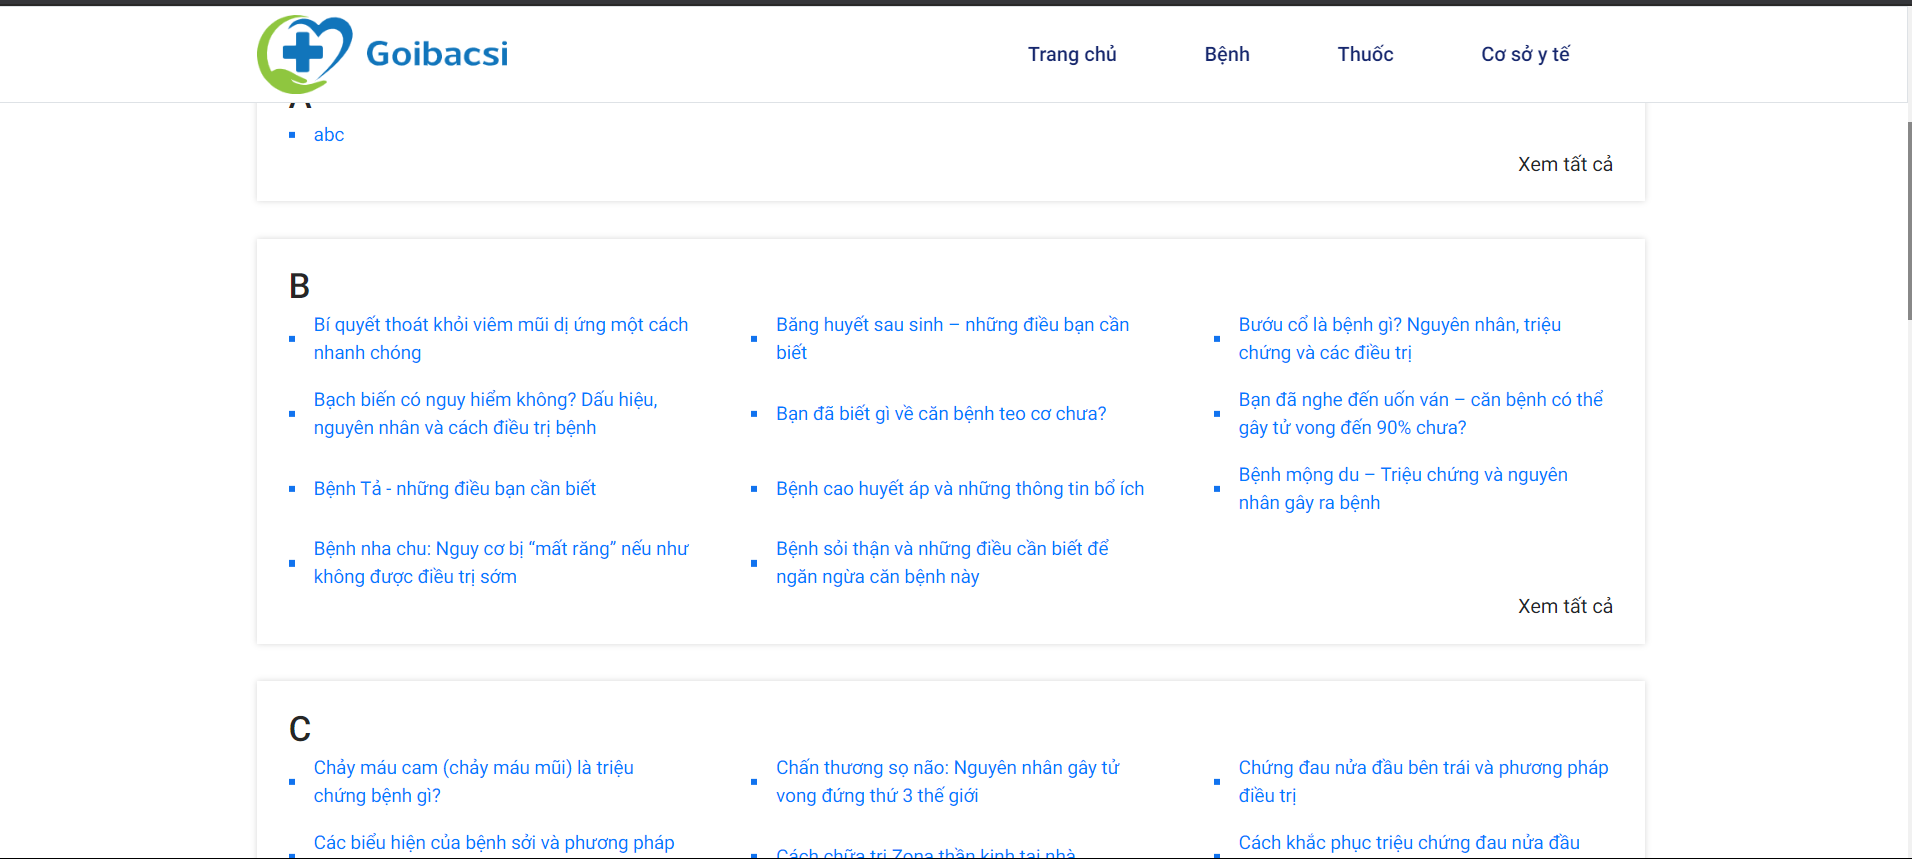 Goibacsi
Trang chủ
Bệnh
Thuốc
Cơ sở y tế
A
abc
Xem tất cả
B
Bí quyết thoát khỏi viêm mũi dị ứng một cách
nhanh chóng
Băng huyết sau sinh – những điều bạn cần
biết
Bướu cổ là bệnh gì? Nguyên nhân, triệu
chứng và các điều trị
Bạch biến có nguy hiểm không? Dấu hiệu,
nguyên nhân và cách điều trị bệnh
Bạn đã biết gì về căn bệnh teo cơ chưa?
Bạn đã nghe đến uốn ván – căn bệnh có thể
gây tử vong đến 90% chưa?
Bệnh Tả - những điều bạn cần biết
Bệnh cao huyết áp và những thông tin bổ ích
Bệnh mộng du – Triệu chứng và nguyên
nhân gây ra bệnh
Bệnh nha chu: Nguy cơ bị “mất răng” nếu như
không được điều trị sớm
Bệnh sỏi thận và những điều cần biết để
ngăn ngừa căn bệnh này
Xem tất cả
C
Chảy máu cam (chảy máu mũi) là triệu
chứng bệnh gì?
Chấn thương sọ não: Nguyên nhân gây tử
vong đứng thứ 3 thế giới
Chứng đau nửa đầu bên trái và phương pháp
điều trị
Các biểu hiện của bệnh sởi và phương pháp
Cách chữa trị Zona thần kinh tại nhà
Cách khắc phục triệu chứng đau nửa đầu